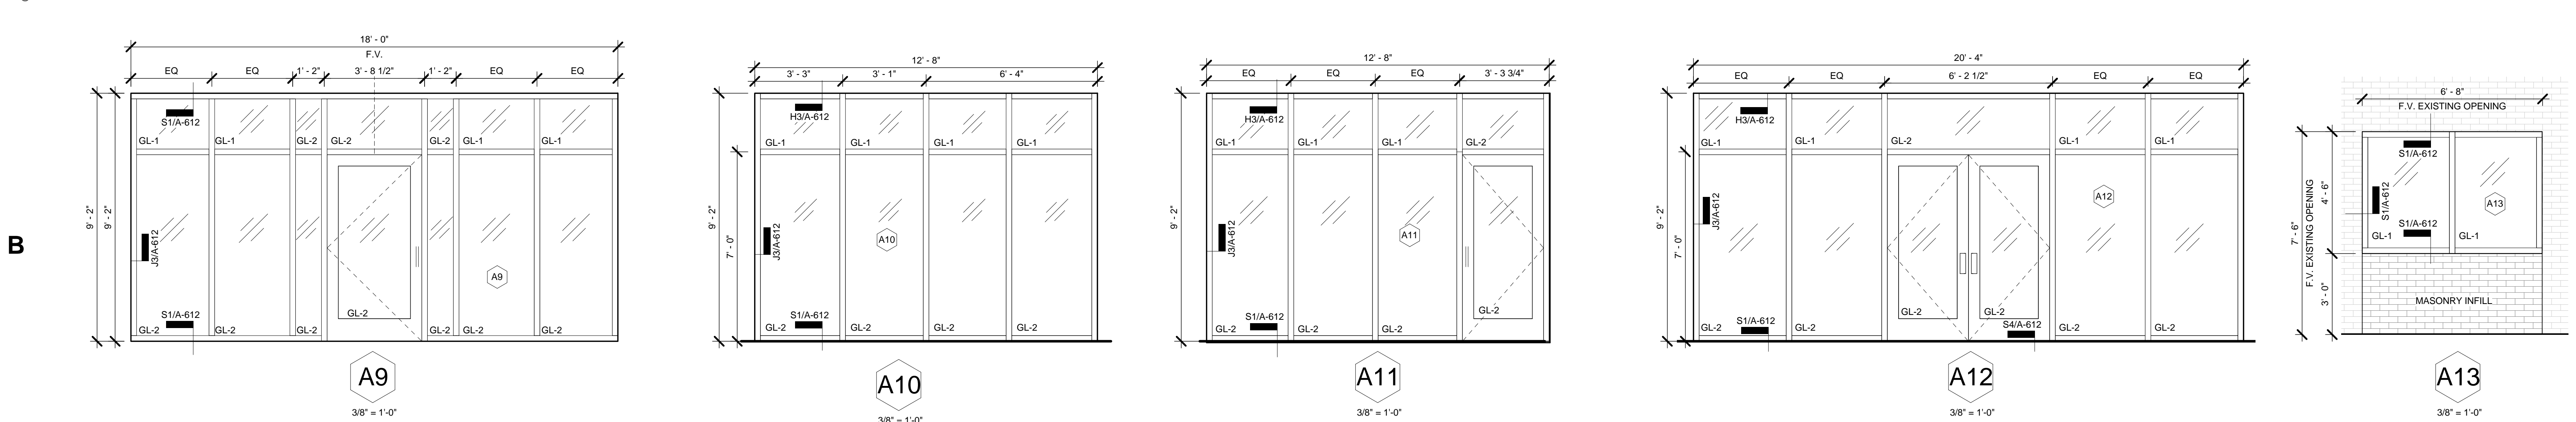 B
18' - 0"
F.V.
EQ EQ 1' - 2" 3' - 8 1/2" 1' - 2" EQ EQ
9' - 2"
9' - 2"
S1/A-612
GL-1 GL-1 GL-2 GL-2 GL-2 GL-1 GL-1
J3/A-612
A9
S1/A-612
GL-2
GL-2 GL-2 GL-2 GL-2 GL-2 GL-2
A9
3/8" = 1'-0"
12' - 8"
3' - 3" 3' - 1" 6' - 4"
9' - 2"
7' - 0"
H3/A-612
GL-1 GL-1 GL-1 GL-1
J3/A-612
A10
S1/A-612
GL-2 GL-2 GL-2 GL-2
A10
3/8" = 1'-0"
12' - 8"
EQ EQ EQ 3' - 3 3/4"
9' - 2"
H3/A-612
GL-1 GL-1 GL-1 GL-2
J3/A-612
A11
GL-2
S1/A-612
GL-2 GL-2 GL-2
A11
3/8" = 1'-0"
20' - 4"
EQ EQ 6' - 2 1/2" EQ EQ
9' - 2"
7' - 0"
H3/A-612
GL-1 GL-1 GL-2 GL-1 GL-1
J3/A-612
A12
GL-2 GL-2
S1/A-612 S4/A-612
GL-2 GL-2 GL-2 GL-2
A12
3/8" = 1'-0"
6' - 8"
F.V. EXISTING OPENING
7' - 6"
F.V. EXISTING OPENING
4' - 6"
3' - 0"
S1/A-612
S1/A-612
A13
S1/A-612
GL-1 GL-1
MASONRY INFILL
A13
3/8" = 1'-0"